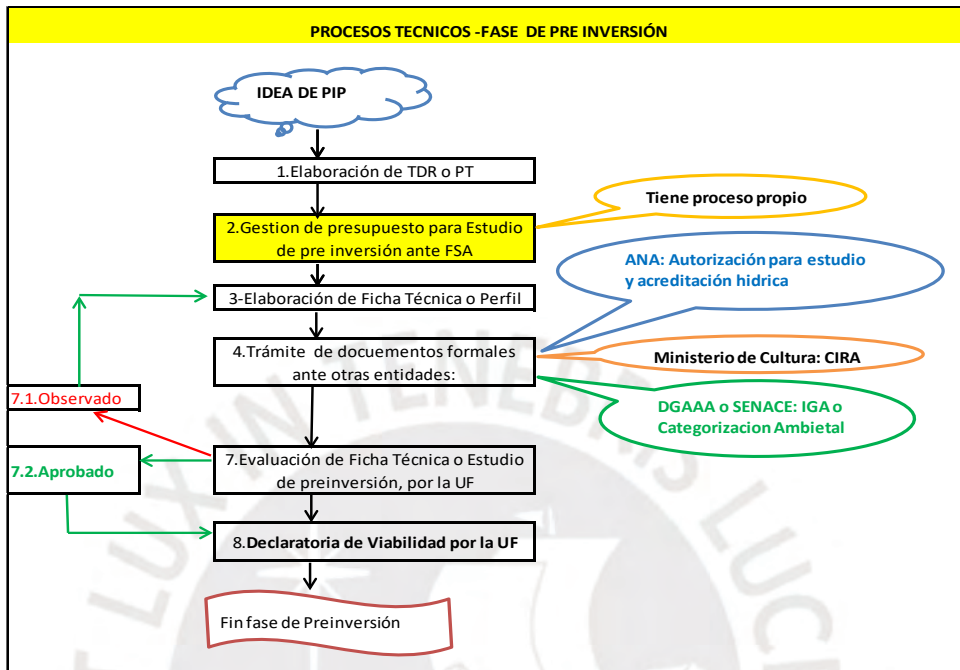 PROCESOS TECNICOS -FASE DE PRE INVERSIÓN
IDEA DE PIP
1.Elaboración de TDR o PT
Tiene proceso propio
2.Gestion de presupuesto para Estudio
de pre inversión ante FSA
ANA: Autorización para estudio
y acreditación hidrica
3-Elaboración de Ficha Técnica o Perfil
4.Trámite de docuementos formales
ante otras entidades:
Ministerio de Cultura: CIRA
7.1.Observado
DGAAA o SENACE: IGA o
Categorizacion Ambietal
7.2.Aprobado
7.Evaluación de Ficha Técnica o Estudio
de preinversión, por la UF
8.Declaratoria de Viabilidad por la UF
Fin fase de Preinversión
LUX IN TENEBRIS LUCET